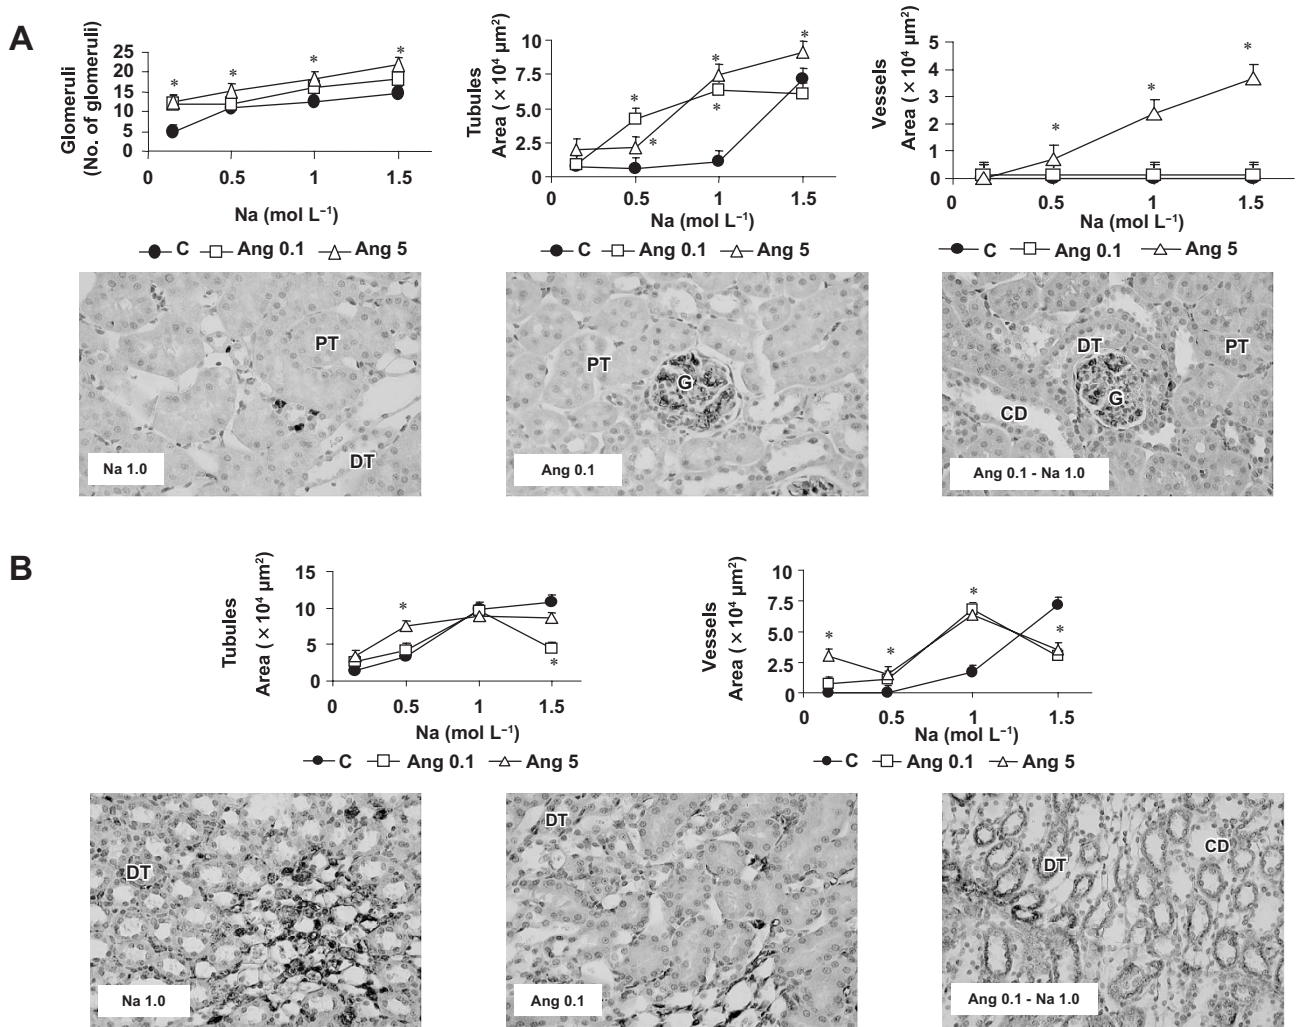 A
Glomeruli
(No. of glomeruli)
25
20
15
10
5
0
* * * *
0 0.5 1 1.5
Na (mol L⁻¹)
C Ang 0.1 Ang 5
Tubules
Area (× 10⁴ µm²)
10
7.5
5.0
2.5
0
* * * * *
0 0.5 1 1.5
Na (mol L⁻¹)
C Ang 0.1 Ang 5
Vessels
Area (× 10⁴ µm²)
5
4
3
2
1
0
* * *
0 0.5 1 1.5
Na (mol L⁻¹)
C Ang 0.1 Ang 5
PT
DT
Na 1.0
PT
G
Ang 0.1
DT
PT
G
CD
Ang 0.1 - Na 1.0
B
Tubules
Area (× 10⁴ µm²)
15
10
5
0
* *
0 0.5 1 1.5
Na (mol L⁻¹)
C Ang 0.1 Ang 5
Vessels
Area (× 10⁴ µm²)
10
7.5
5.0
2.5
0
* * * *
0 0.5 1 1.5
Na (mol L⁻¹)
C Ang 0.1 Ang 5
DT
Na 1.0
DT
Ang 0.1
CD
DT
Ang 0.1 - Na 1.0